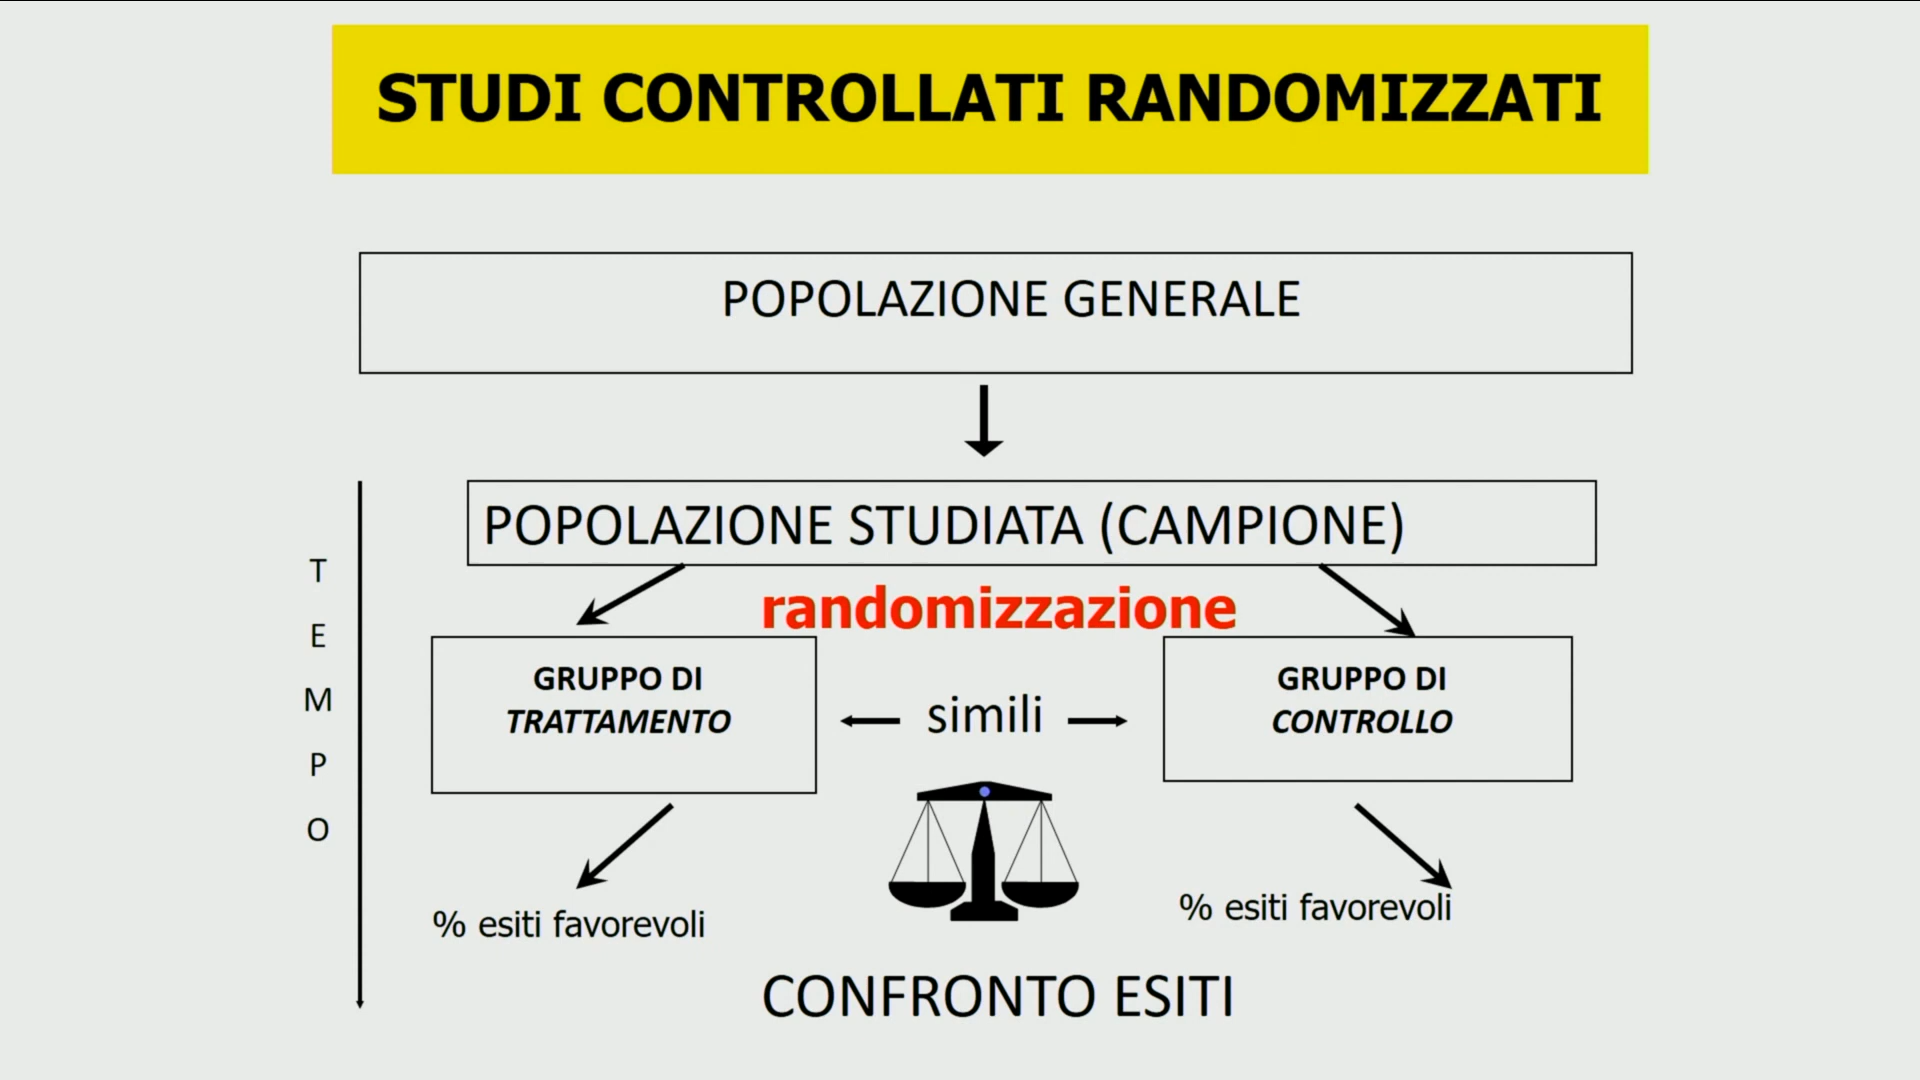 STUDI CONTROLLATI RANDOMIZZATI
POPOLAZIONE GENERALE
POPOLAZIONE STUDIATA (CAMPIONE)
randomizzazione
T
E
M
P
O
GRUPPO DI
TRATTAMENTO
simili
GRUPPO DI
CONTROLLO
% esiti favorevoli
% esiti favorevoli
CONFRONTO ESITI